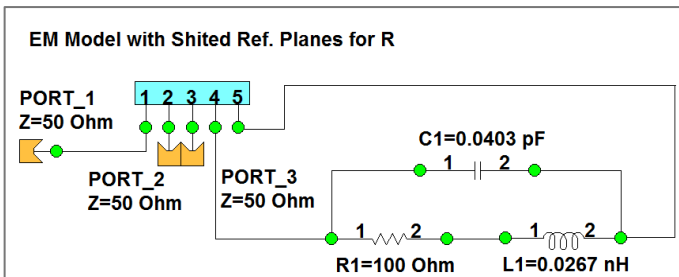 EM Model with Shited Ref. Planes for R
PORT_1
Z=50 Ohm
1 2 3 4 5
PORT_2
Z=50 Ohm
PORT_3
Z=50 Ohm
C1=0.0403 pF
1 2
1 2
R1=100 Ohm
1 2
L1=0.0267 nH